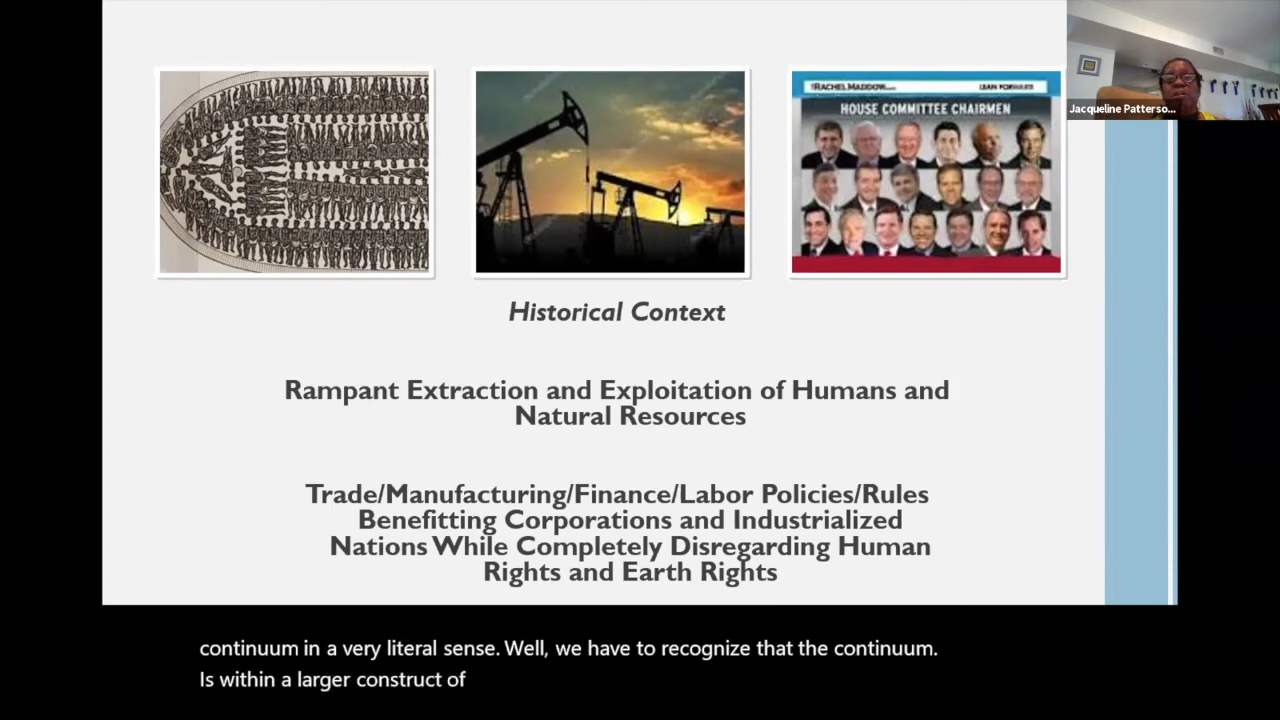 THE RACHEL MADDOW
LEAN FORWARD
HOUSE COMMITTEE CHAIRMEN
Jacqueline Patterso...
Historical Context
Rampant Extraction and Exploitation of Humans and
Natural Resources
Trade/Manufacturing/Finance/Labor Policies/Rules
Benefitting Corporations and Industrialized
Nations While Completely Disregarding Human
Rights and Earth Rights
continuum in a very literal sense. Well, we have to recognize that the continuum.
Is within a larger construct of